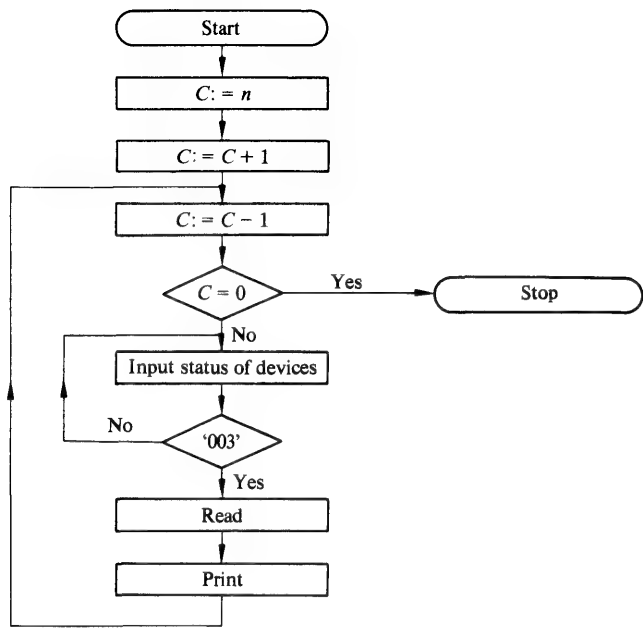 Start
C: = n
C: = C + 1
C: = C − 1
C = 0
Yes
Stop
No
Input status of devices
No
‘003’
Yes
Read
Print